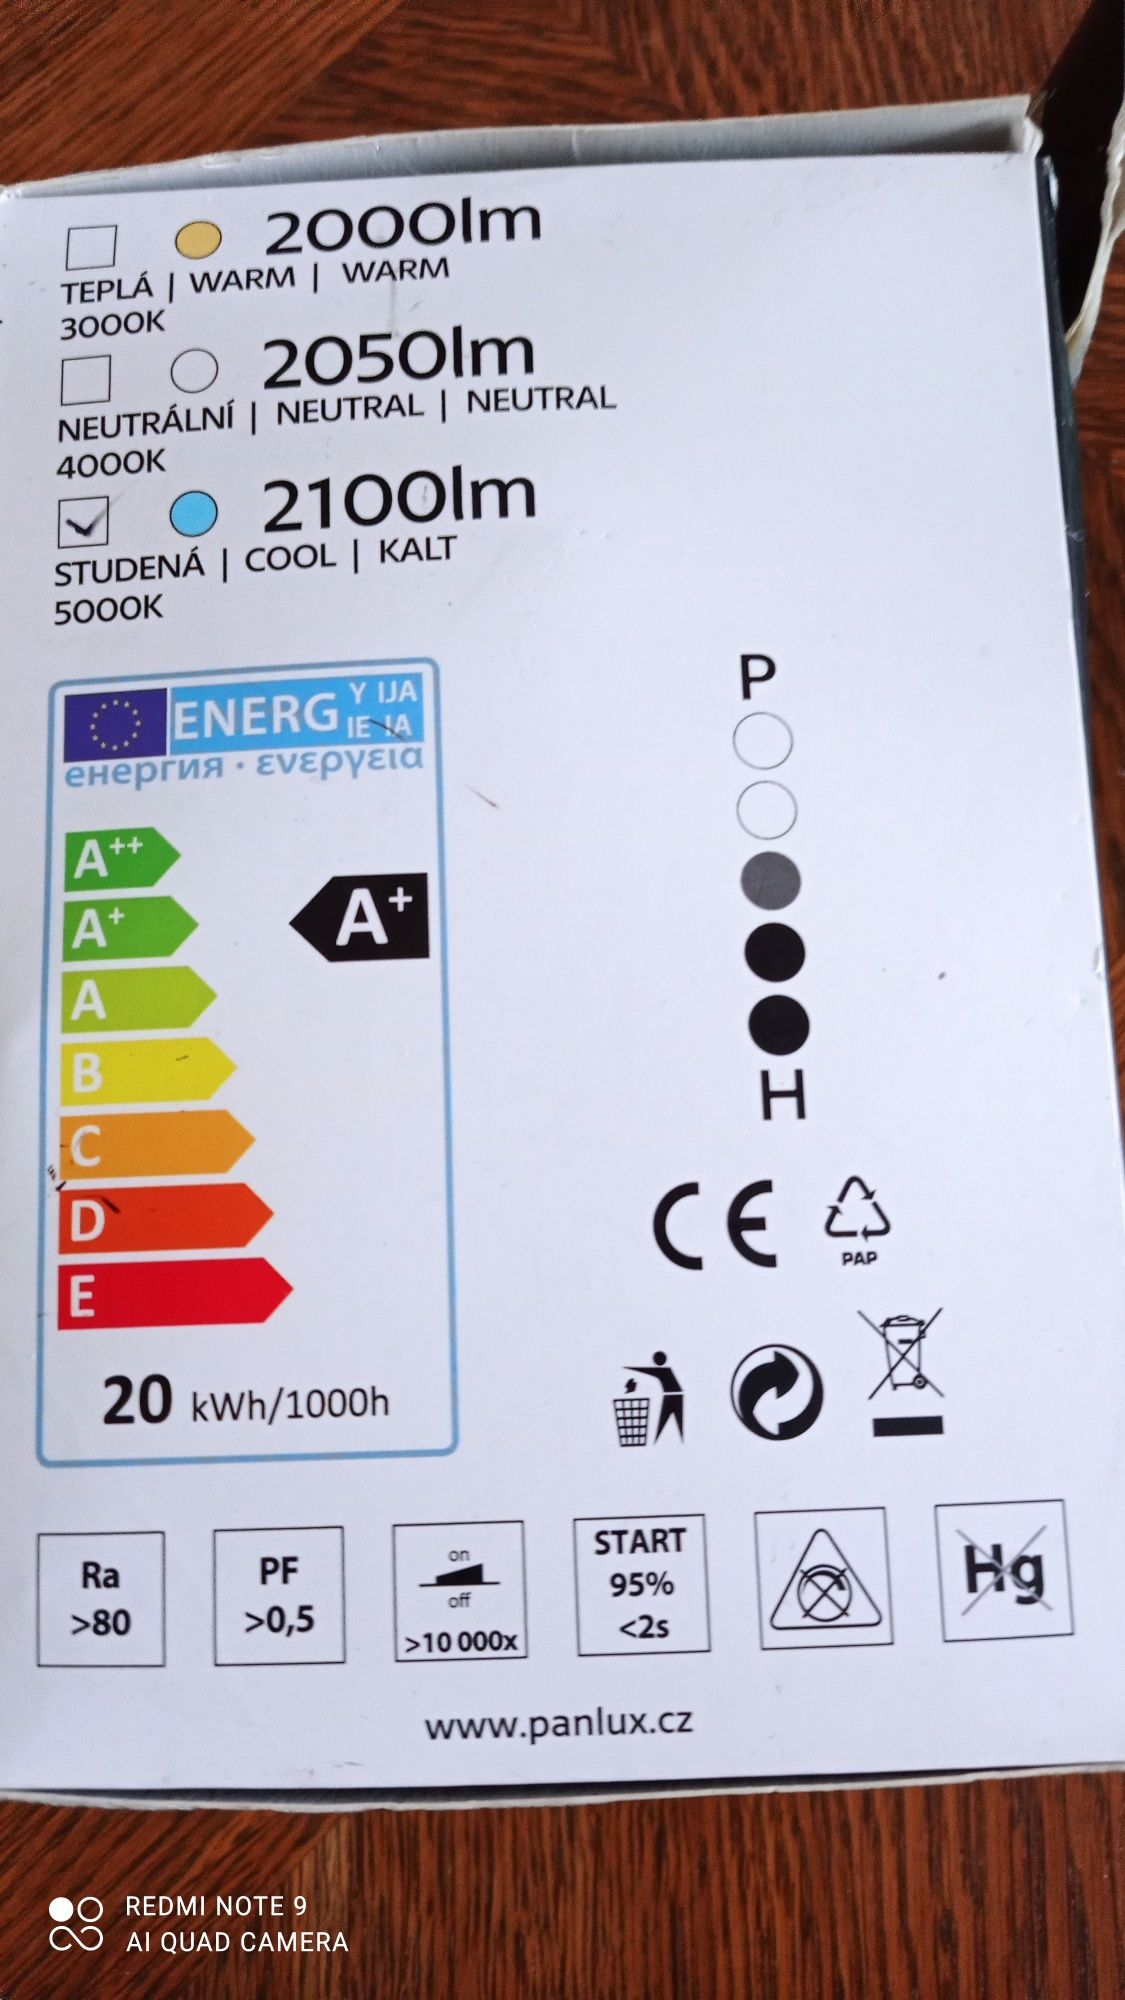 2000lm
TEPLÁ | WARM | WARM
3000K
2050lm
NEUTRÁLNÍ | NEUTRAL | NEUTRAL
4000K
2100lm
STUDENÁ | COOL | KALT
5000K
ENERG Y IJA
IE IA
енергия · ενεργεια
A++
A+
A+
A
B
C
D
E
20 kWh/1000h
P
H
CE
PAP
Ra
>80
PF
>0,5
on
off
>10 000x
START
95%
<2s
Hg
www.panlux.cz
REDMI NOTE 9
AI QUAD CAMERA